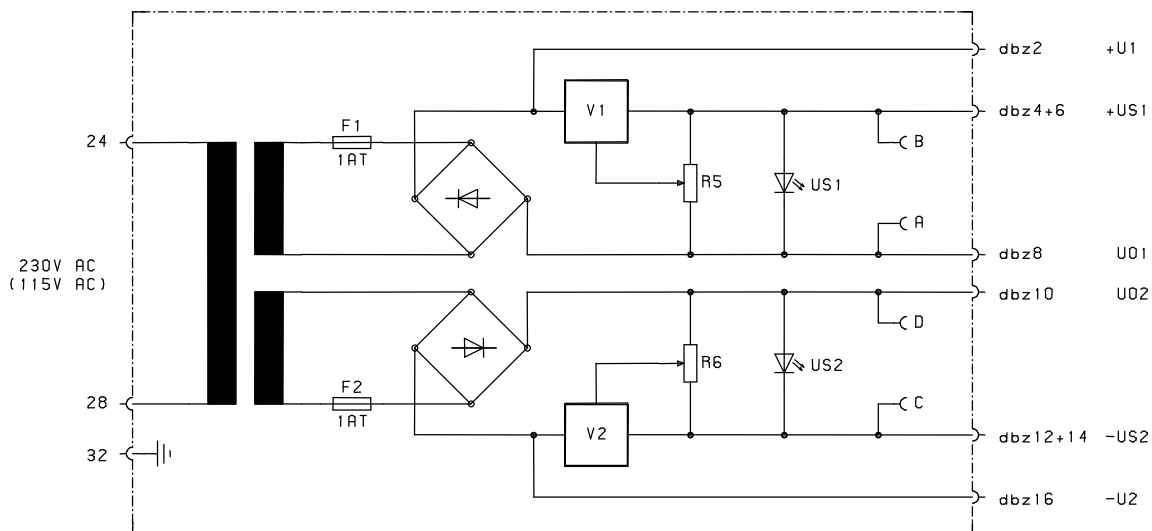 dbz2 +U1
V1
dbz4+6 +US1
F1
24
B
1AT
R5
US1
A
230V AC
(115V AC)
dbz8 U01
dbz10 U02
D
R6
US2
F2
28
1AT
C
V2
dbz12+14 -US2
32
dbz16 -U2